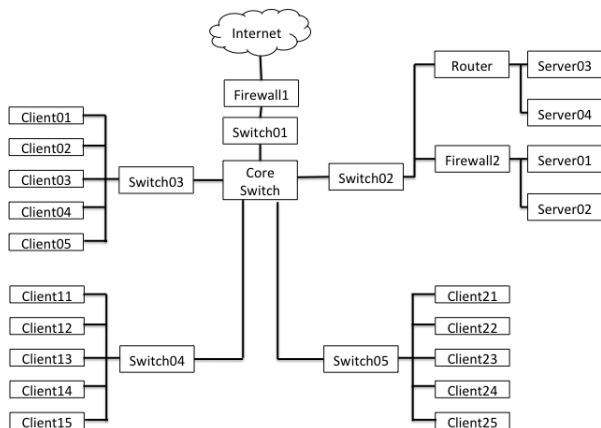 Internet
Firewall1
Switch01
Core
Switch
Router
Server03
Server04
Firewall2
Server01
Server02
Switch02
Client01
Client02
Client03
Client04
Client05
Switch03
Client11
Client12
Client13
Client14
Client15
Switch04
Switch05
Client21
Client22
Client23
Client24
Client25